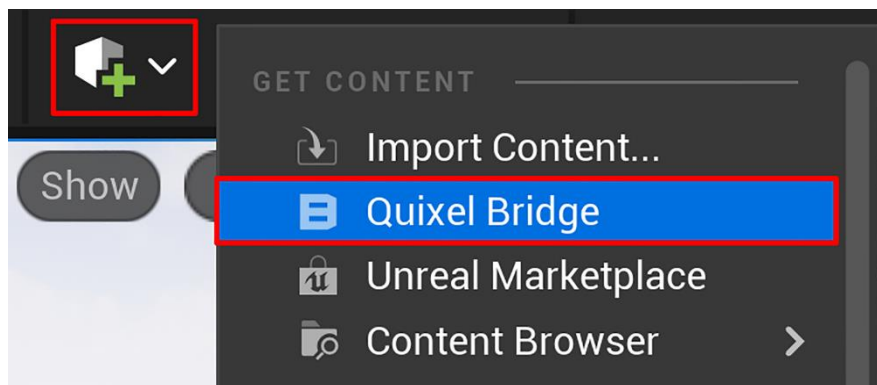 GET CONTENT
Import Content...
Show
Quixel Bridge
Unreal Marketplace
Content Browser